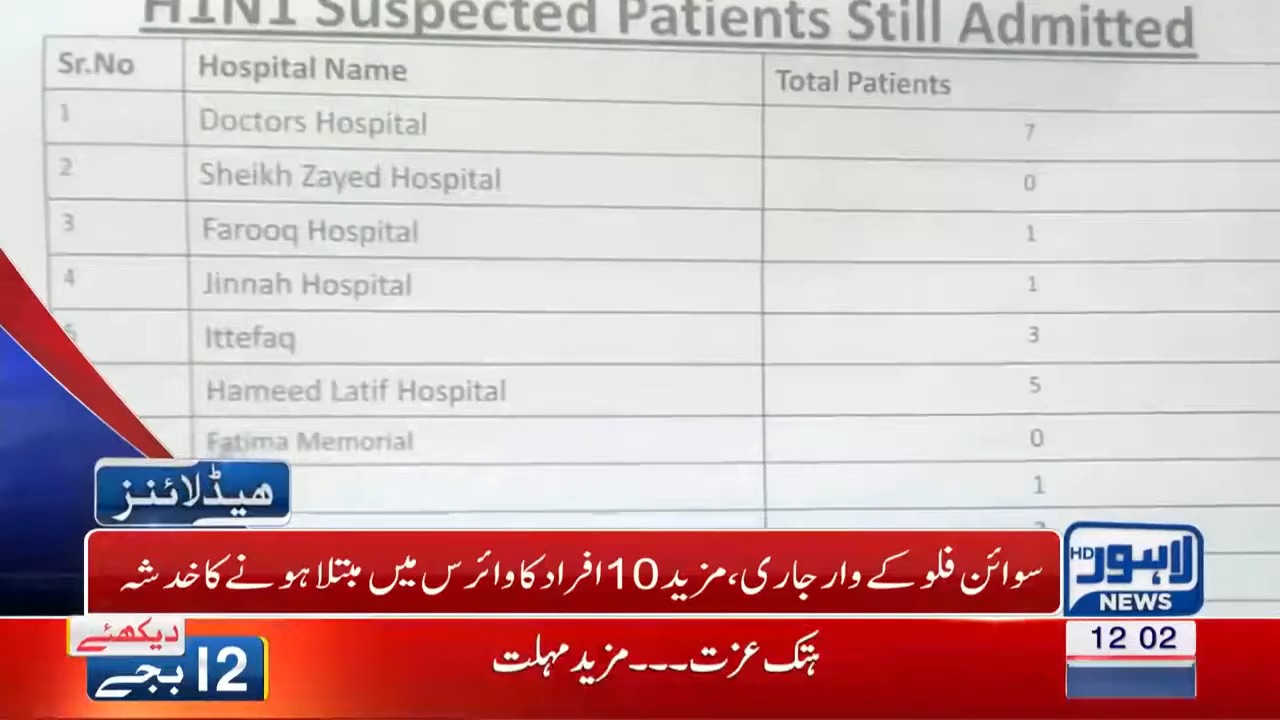 H1N1 Suspected Patients Still Admitted
Sr.No Hospital Name Total Patients
1 Doctors Hospital 7
2 Sheikh Zayed Hospital 0
3 Farooq Hospital 1
4 Jinnah Hospital 1
5 Ittefaq 3
Hameed Latif Hospital 5
Fatima Memorial 0
1
ھیڈلائنز
سوائن فلو کے وار جاری، مزید 10 افراد کا وائرس میں مبتلا ہونے کا خدشہ
لاہور HD
NEWS
دیکھئے
12 بجے
ہتک عزت۔۔۔مزید مہلت
12 02